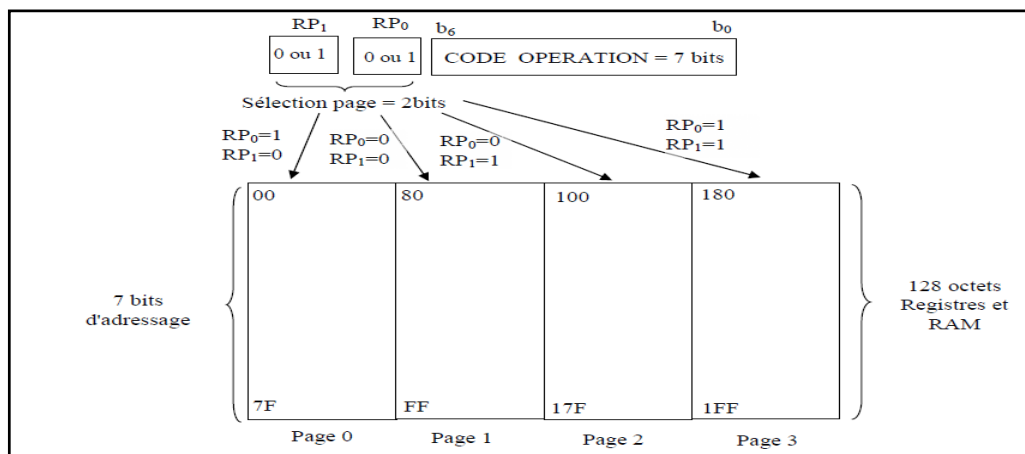 RP₁ RP₀ b₆ b₀
0 ou 1 0 ou 1 CODE OPERATION = 7 bits
Sélection page = 2bits
RP₀=1
RP₁=0
RP₀=0
RP₁=0
RP₀=0
RP₁=1
RP₀=1
RP₁=1
00 80 100 180
7 bits
d'adressage
128 octets
Registres et
RAM
7F FF 17F 1FF
Page 0 Page 1 Page 2 Page 3